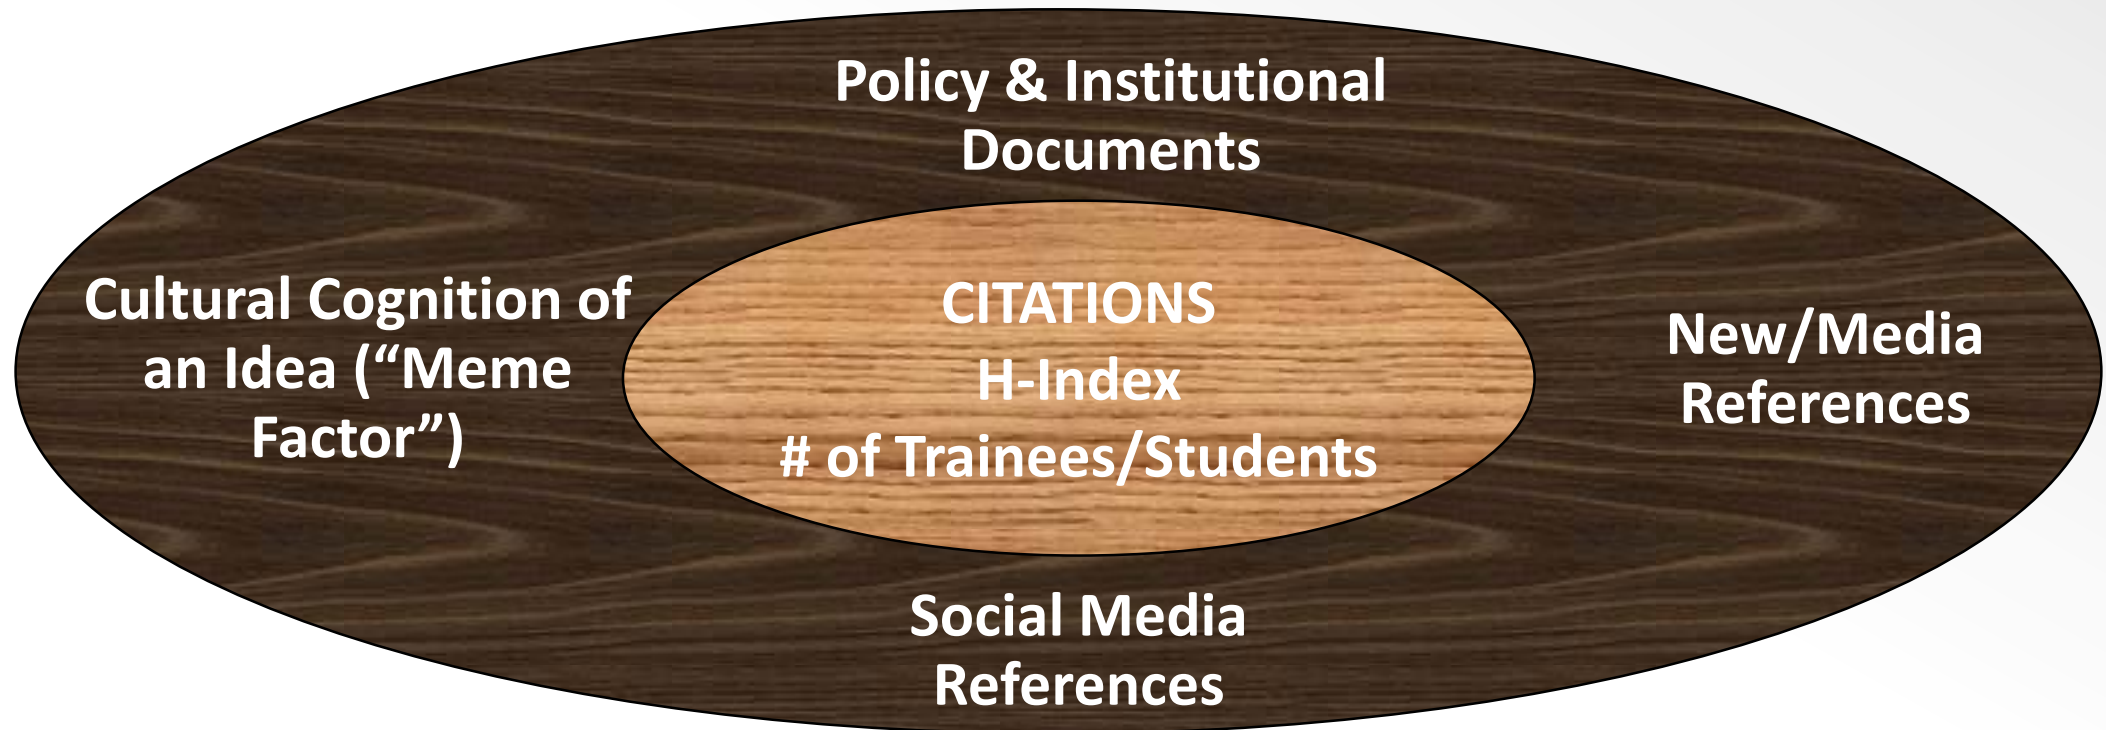 Policy & Institutional
Documents
Cultural Cognition of
an Idea (“Meme
Factor”)
CITATIONS
H-Index
# of Trainees/Students
New/Media
References
Social Media
References